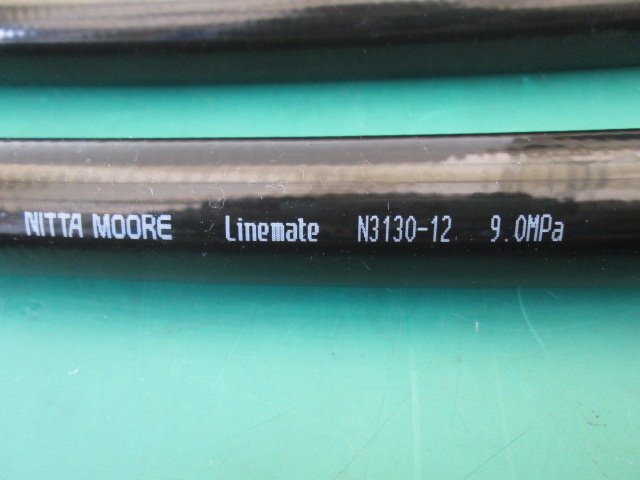 NITTA MOORE Linemate N3130-12 9.0MPa